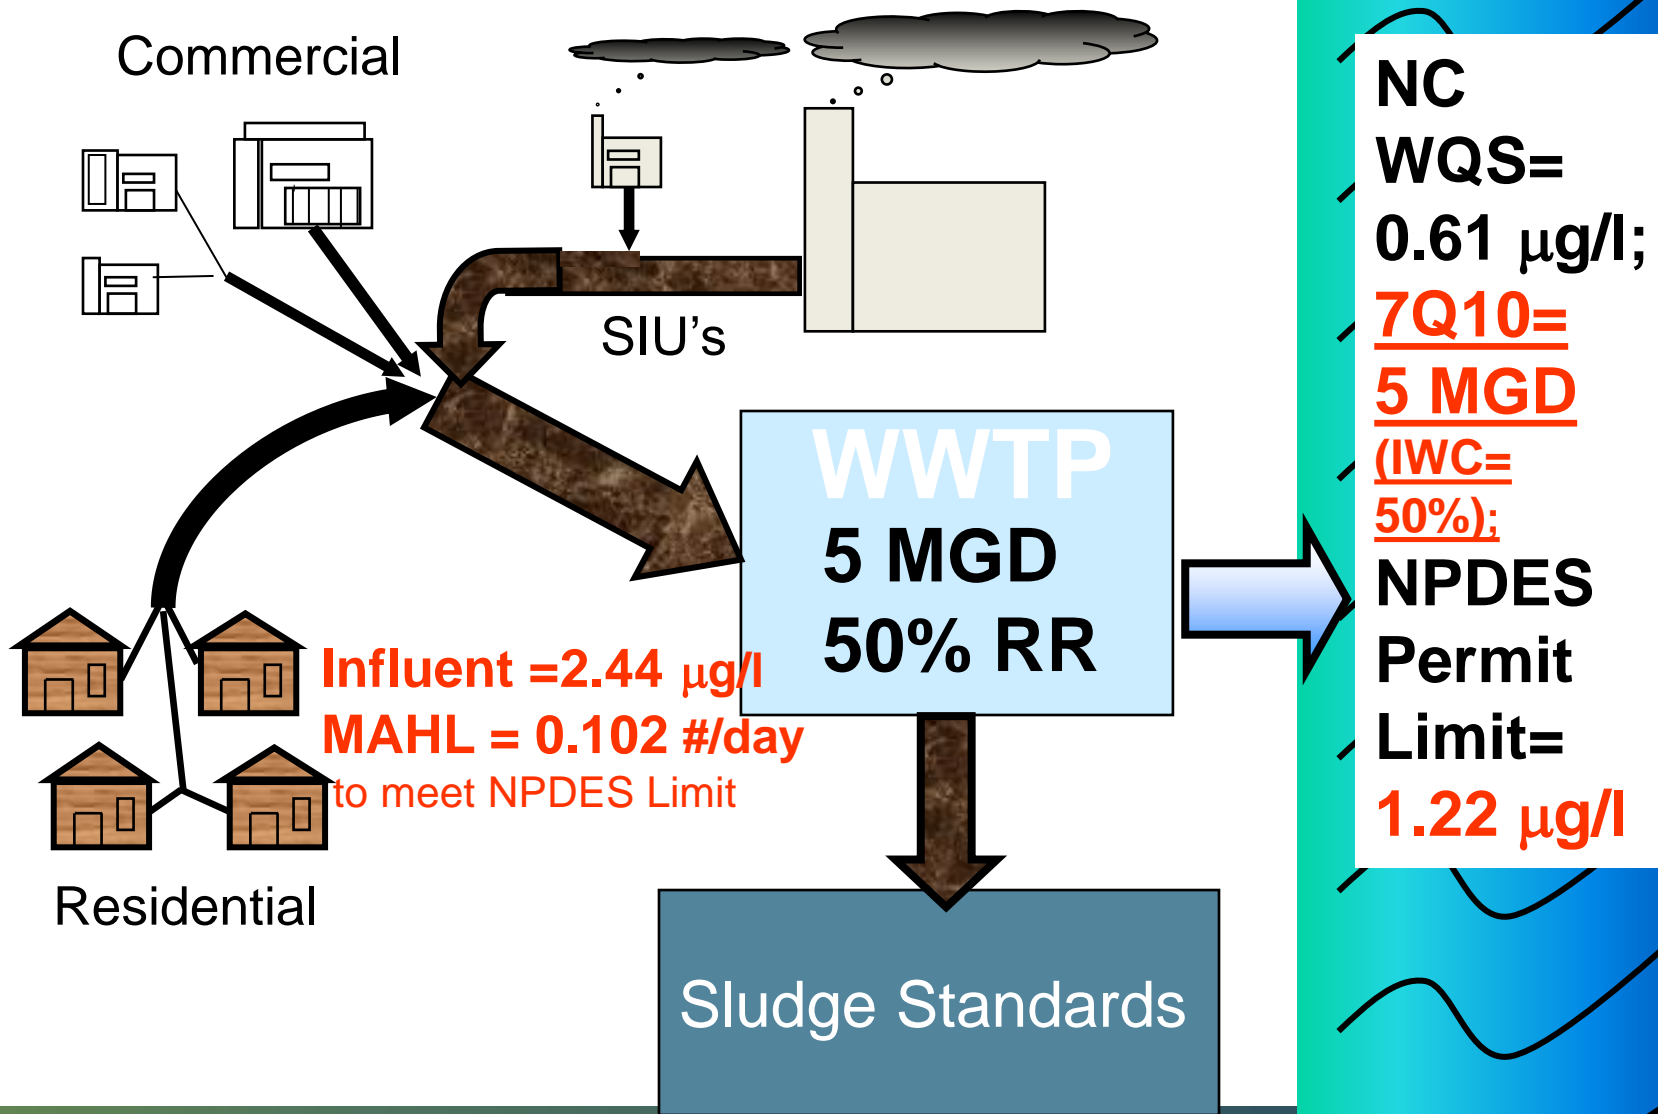 Commercial
SIU's
WWTP
5 MGD
50% RR
Influent =2.44 μg/l
MAHL = 0.102 #/day
to meet NPDES Limit
Residential
Sludge Standards
NC
WQS=
0.61 μg/l;
7Q10=
5 MGD
(IWC=
50%);
NPDES
Permit
Limit=
1.22 μg/l